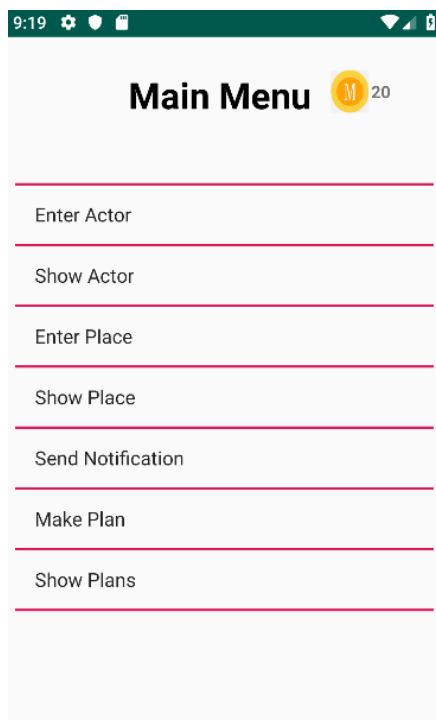 9:19
Main Menu M 20
Enter Actor
Show Actor
Enter Place
Show Place
Send Notification
Make Plan
Show Plans